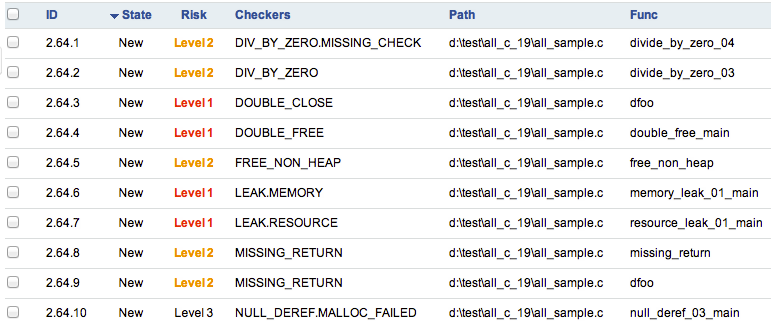 ID State Risk Checkers Path Func
2.64.1 New Level 2 DIV_BY_ZERO.MISSING_CHECK d:\test\all_c_19\all_sample.c divide_by_zero_04
2.64.2 New Level 2 DIV_BY_ZERO d:\test\all_c_19\all_sample.c divide_by_zero_03
2.64.3 New Level 1 DOUBLE_CLOSE d:\test\all_c_19\all_sample.c dfoo
2.64.4 New Level 1 DOUBLE_FREE d:\test\all_c_19\all_sample.c double_free_main
2.64.5 New Level 2 FREE_NON_HEAP d:\test\all_c_19\all_sample.c free_non_heap
2.64.6 New Level 1 LEAK.MEMORY d:\test\all_c_19\all_sample.c memory_leak_01_main
2.64.7 New Level 1 LEAK.RESOURCE d:\test\all_c_19\all_sample.c resource_leak_01_main
2.64.8 New Level 2 MISSING_RETURN d:\test\all_c_19\all_sample.c missing_return
2.64.9 New Level 2 MISSING_RETURN d:\test\all_c_19\all_sample.c dfoo
2.64.10 New Level 3 NULL_DEREF.MALLOC_FAILED d:\test\all_c_19\all_sample.c null_deref_03_main